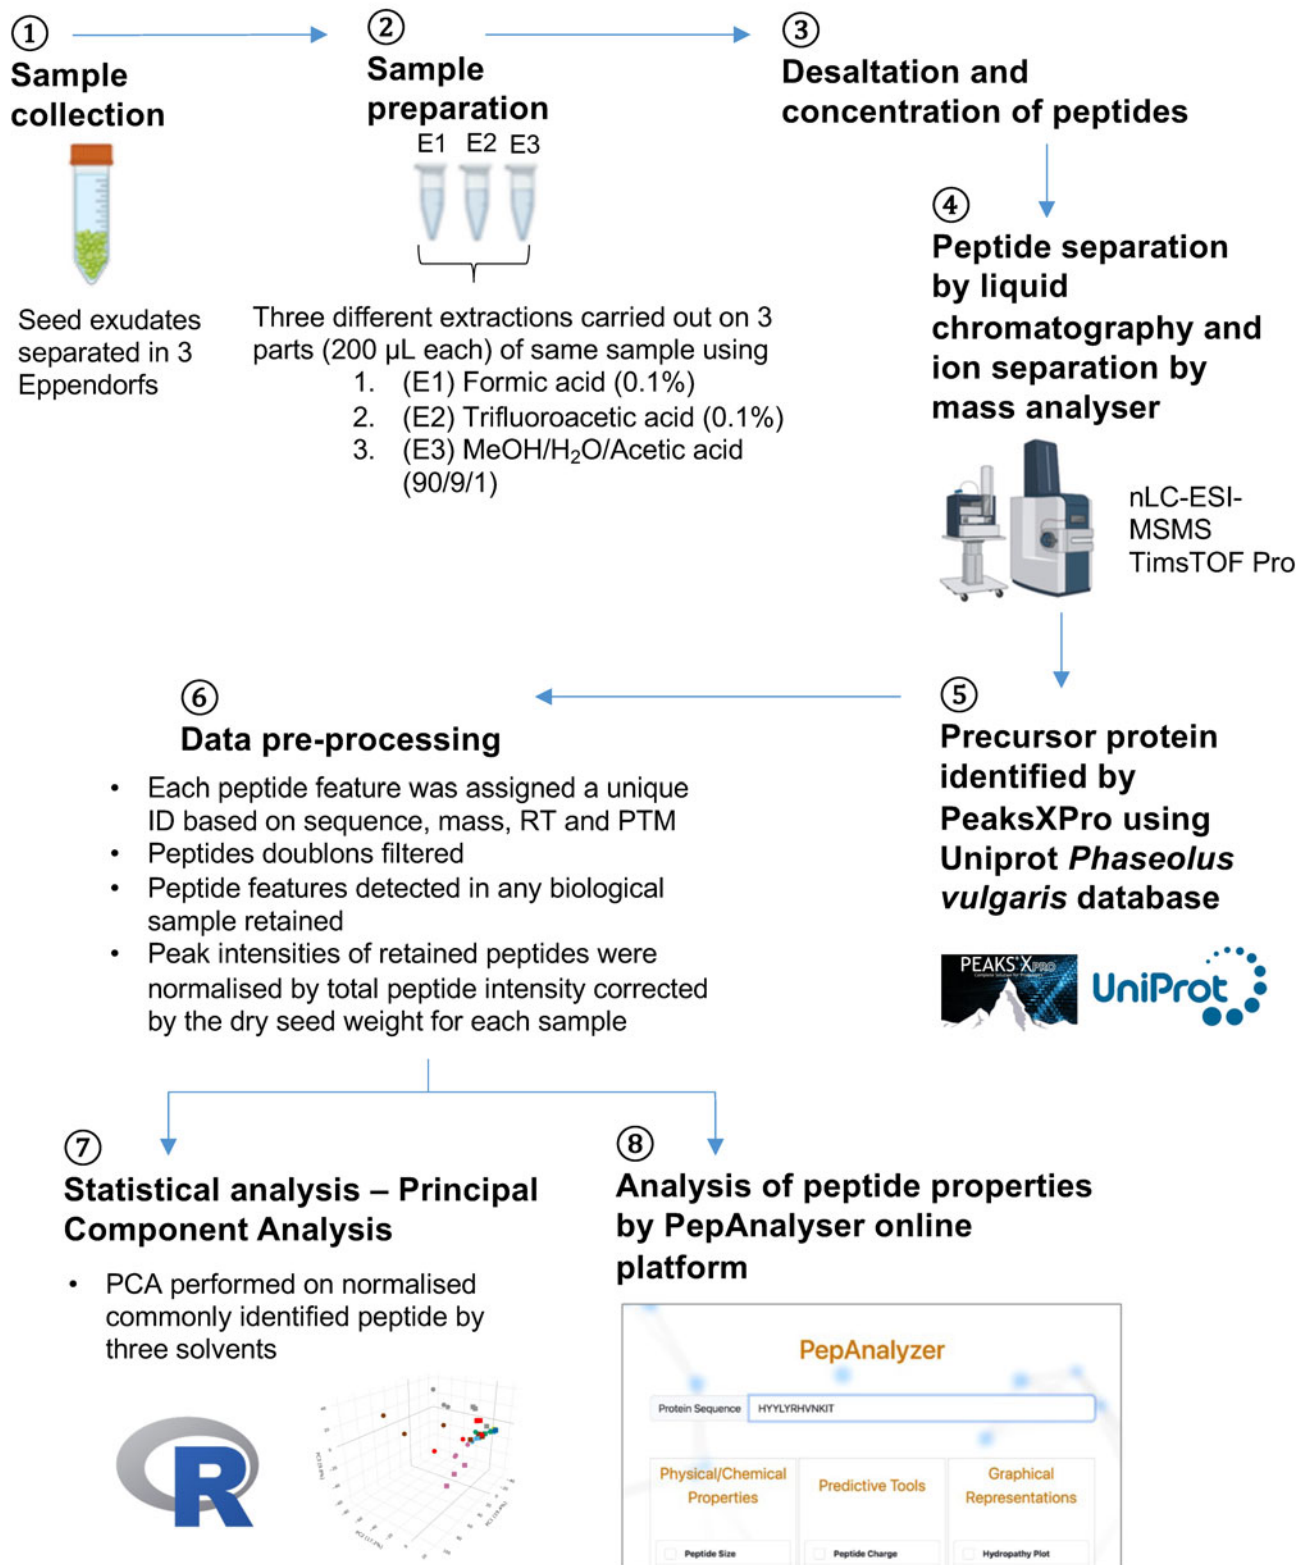 ①
Sample
collection
Seed exudates
separated in 3
Eppendorfs
②
Sample
preparation
E1 E2 E3
Three different extractions carried out on 3
parts (200 µL each) of same sample using
1. (E1) Formic acid (0.1%)
2. (E2) Trifluoroacetic acid (0.1%)
3. (E3) MeOH/H₂O/Acetic acid
(90/9/1)
③
Desaltation and
concentration of peptides
④
Peptide separation
by liquid
chromatography and
ion separation by
mass analyser
nLC-ESI-
MSMS
TimsTOF Pro
⑤
Precursor protein
identified by
PeaksXPro using
Uniprot Phaseolus
vulgaris database
PEAKS X PRO
UniProt
⑥
Data pre-processing
• Each peptide feature was assigned a unique
ID based on sequence, mass, RT and PTM
• Peptides doublons filtered
• Peptide features detected in any biological
sample retained
• Peak intensities of retained peptides were
normalised by total peptide intensity corrected
by the dry seed weight for each sample
⑦
Statistical analysis – Principal
Component Analysis
• PCA performed on normalised
commonly identified peptide by
three solvents
R
⑧
Analysis of peptide properties
by PepAnalyser online
platform
PepAnalyzer
Protein Sequence HYYLYRHVNKIT
Physical/Chemical
Properties
Peptide Size
Predictive Tools
Peptide Charge
Graphical
Representations
Hydropathy Plot